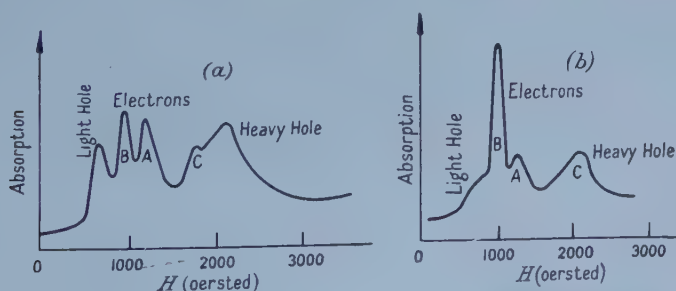 (a)
Absorption
Light Hole
Electrons
B
A
C
Heavy Hole
0
1000
2000
3000
H (oersted)
(b)
Absorption
Light Hole
Electrons
B
A
C
Heavy Hole
0
1000
2000
3000
H (oersted)